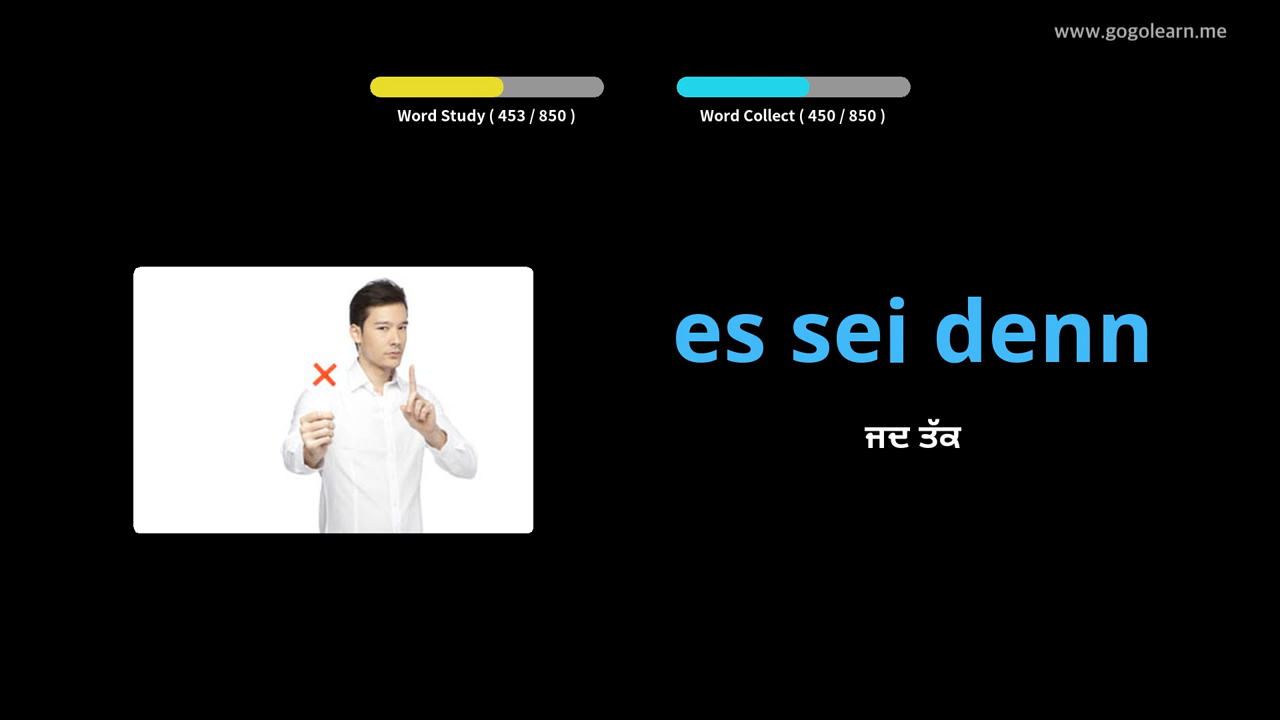 www.gogolearn.me
Word Study ( 453 / 850 )
Word Collect ( 450 / 850 )
es sei denn
ਜਦ ਤੱਕ